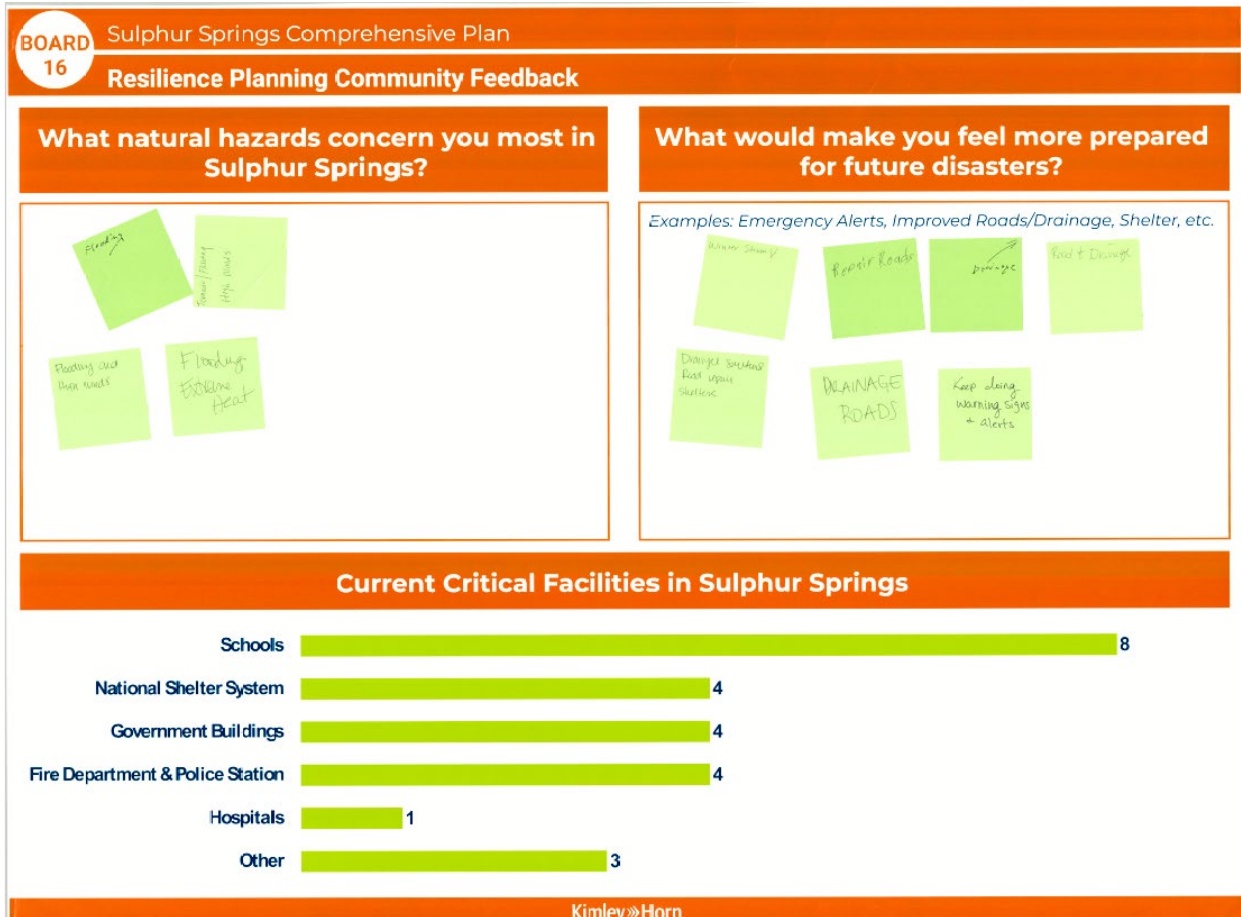 BOARD
16
Sulphur Springs Comprehensive Plan
Resilience Planning Community Feedback
What natural hazards concern you most in
Sulphur Springs?
Flooding
High Winds
Flooding and
High winds
Flooding
Extreme
Heat
What would make you feel more prepared
for future disasters?
Examples: Emergency Alerts, Improved Roads/Drainage, Shelter, etc.
Winter
Repair Roads
Drainage
Road & Drainage
Road repair
Shelters
DRAINAGE
ROADS
Keep doing
warning signs
+ alerts
Current Critical Facilities in Sulphur Springs
Schools 8
National Shelter System 4
Government Buildings 4
Fire Department & Police Station 4
Hospitals 1
Other 3
Kimley»Horn